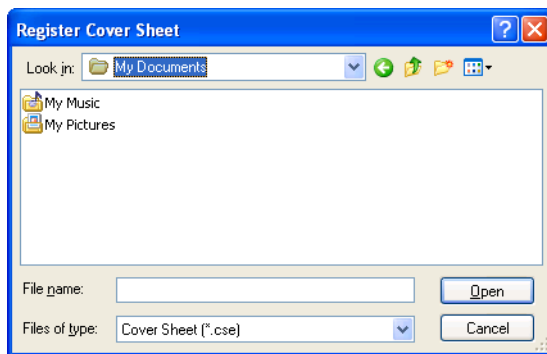 Register Cover Sheet
Look in: My Documents
My Music
My Pictures
File name: Open
Files of type: Cover Sheet (*.cse) Cancel